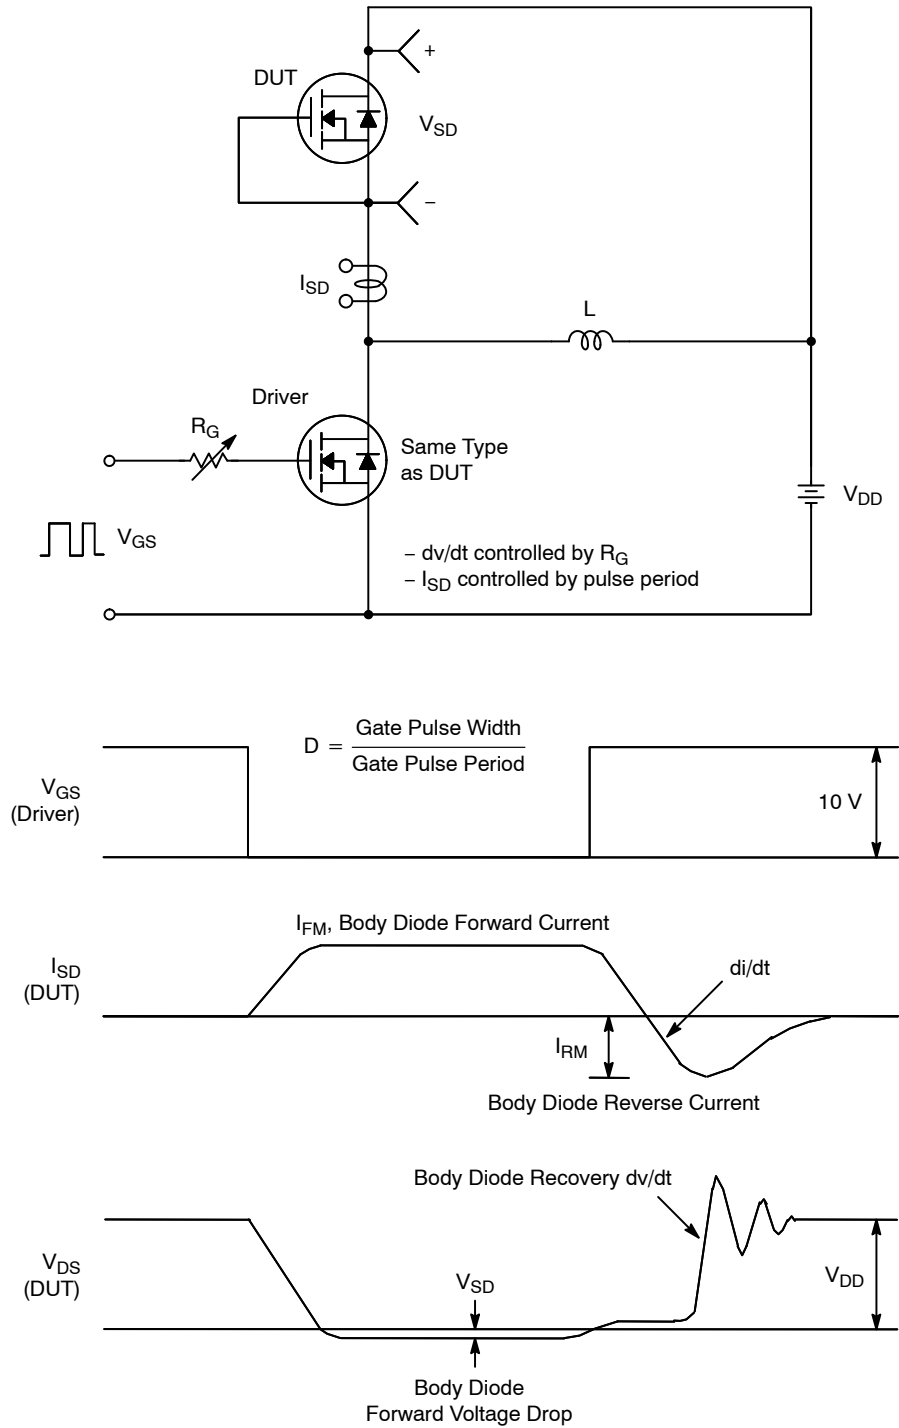 +
DUT
V_SD
−
I_SD
L
Driver
R_G
Same Type
as DUT
V_DD
V_GS
− dv/dt controlled by R_G
− I_SD controlled by pulse period
D = Gate Pulse Width
Gate Pulse Period
V_GS
(Driver)
10 V
I_FM, Body Diode Forward Current
I_SD
(DUT)
di/dt
I_RM
Body Diode Reverse Current
Body Diode Recovery dv/dt
V_DS
(DUT)
V_SD
V_DD
Body Diode
Forward Voltage Drop